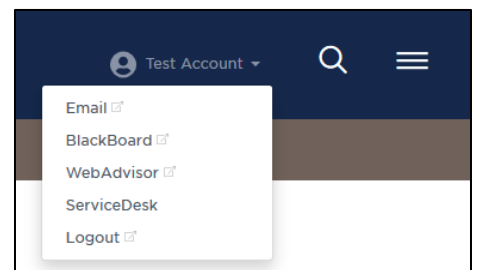 Test Account
Email
BlackBoard
WebAdvisor
ServiceDesk
Logout